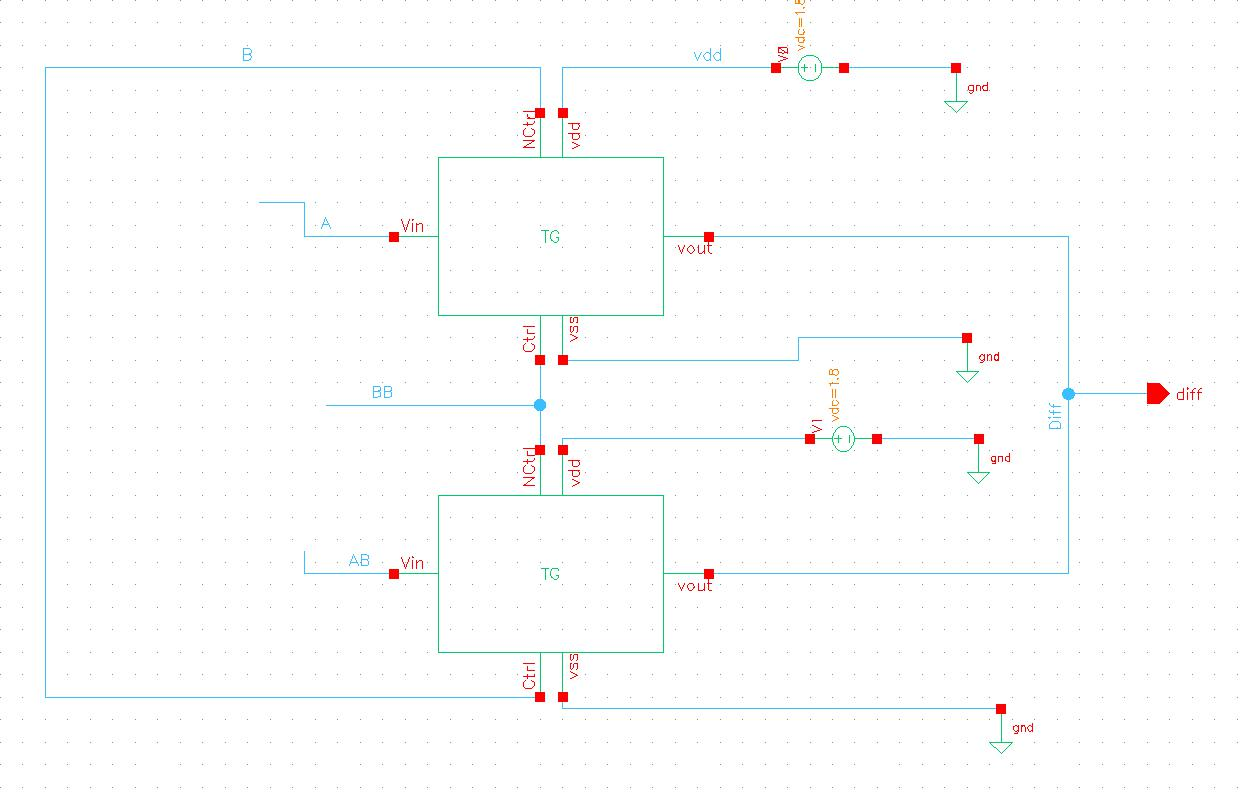 vdc=1.8
B
vdd
V0
gnd
NCtrl
vdd
A
Vin
TG
vout
Ctrl
vss
gnd
BB
vdc=1.8
V1
diff
Diff
gnd
NCtrl
vdd
AB
Vin
TG
vout
Ctrl
vss
gnd